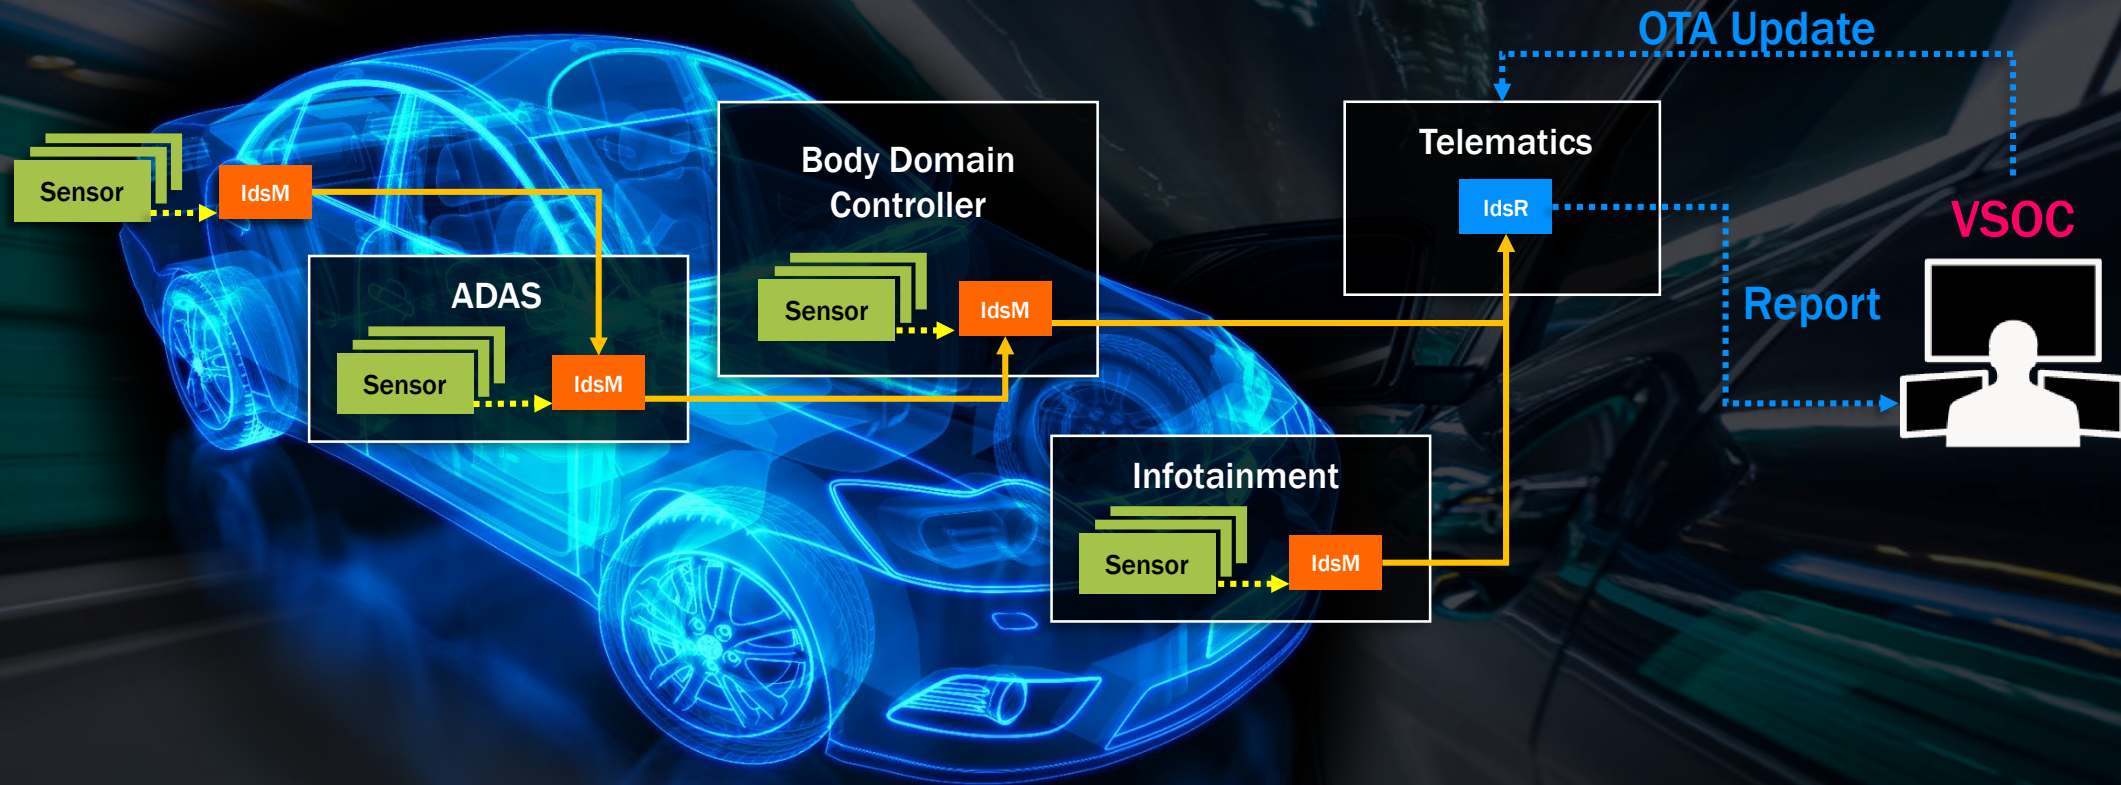 OTA Update
Sensor
IdsM
ADAS
Sensor
IdsM
Body Domain
Controller
Sensor
IdsM
Telematics
IdsR
VSOC
Report
Infotainment
Sensor
IdsM